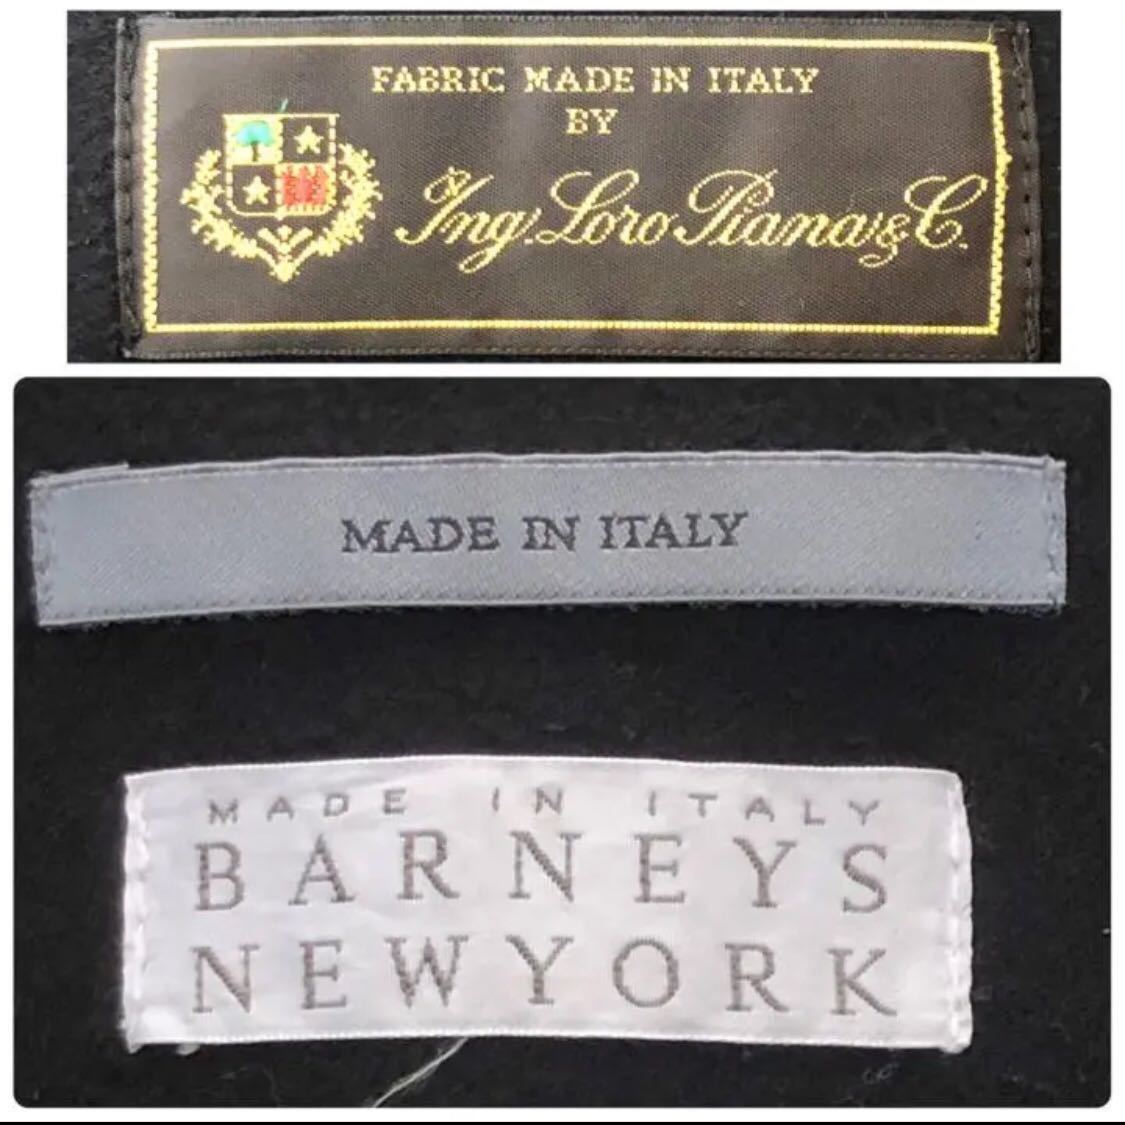 FABRIC MADE IN ITALY
BY
Ing. Loro Piana & C.
MADE IN ITALY
MADE IN ITALY
BARNEYS
NEWYORK